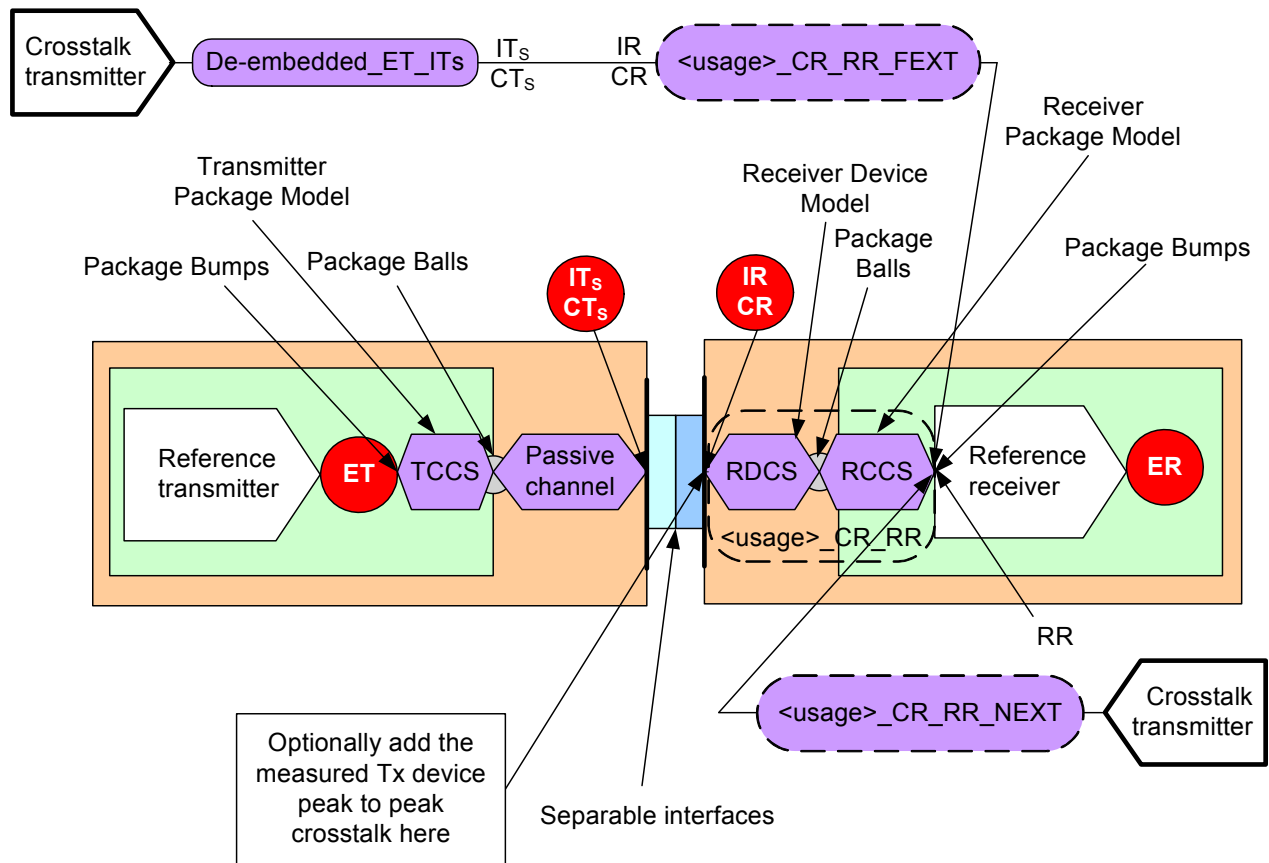 Crosstalk
transmitter
De-embedded_ET_ITs
ITS
CTS
IR
CR
<usage>_CR_RR_FEXT
Receiver
Package Model
Transmitter
Package Model
Receiver Device
Model
Package Bumps
Package Balls
Package
Balls
Package Bumps
ITS
CTS
IR
CR
Reference
transmitter
ET
TCCS
Passive
channel
RDCS
RCCS
Reference
receiver
ER
<usage>_CR_RR
RR
<usage>_CR_RR_NEXT
Crosstalk
transmitter
Optionally add the
measured Tx device
peak to peak
crosstalk here
Separable interfaces